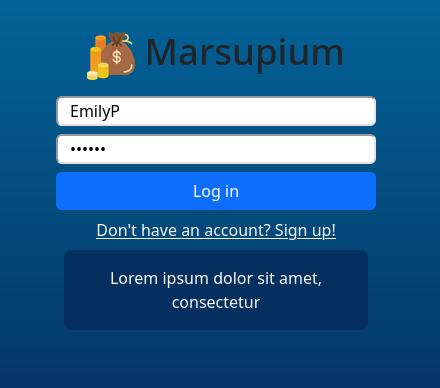 Marsupium
EmilyP
••••••
Log in
Don't have an account? Sign up!
Lorem ipsum dolor sit amet,
consectetur